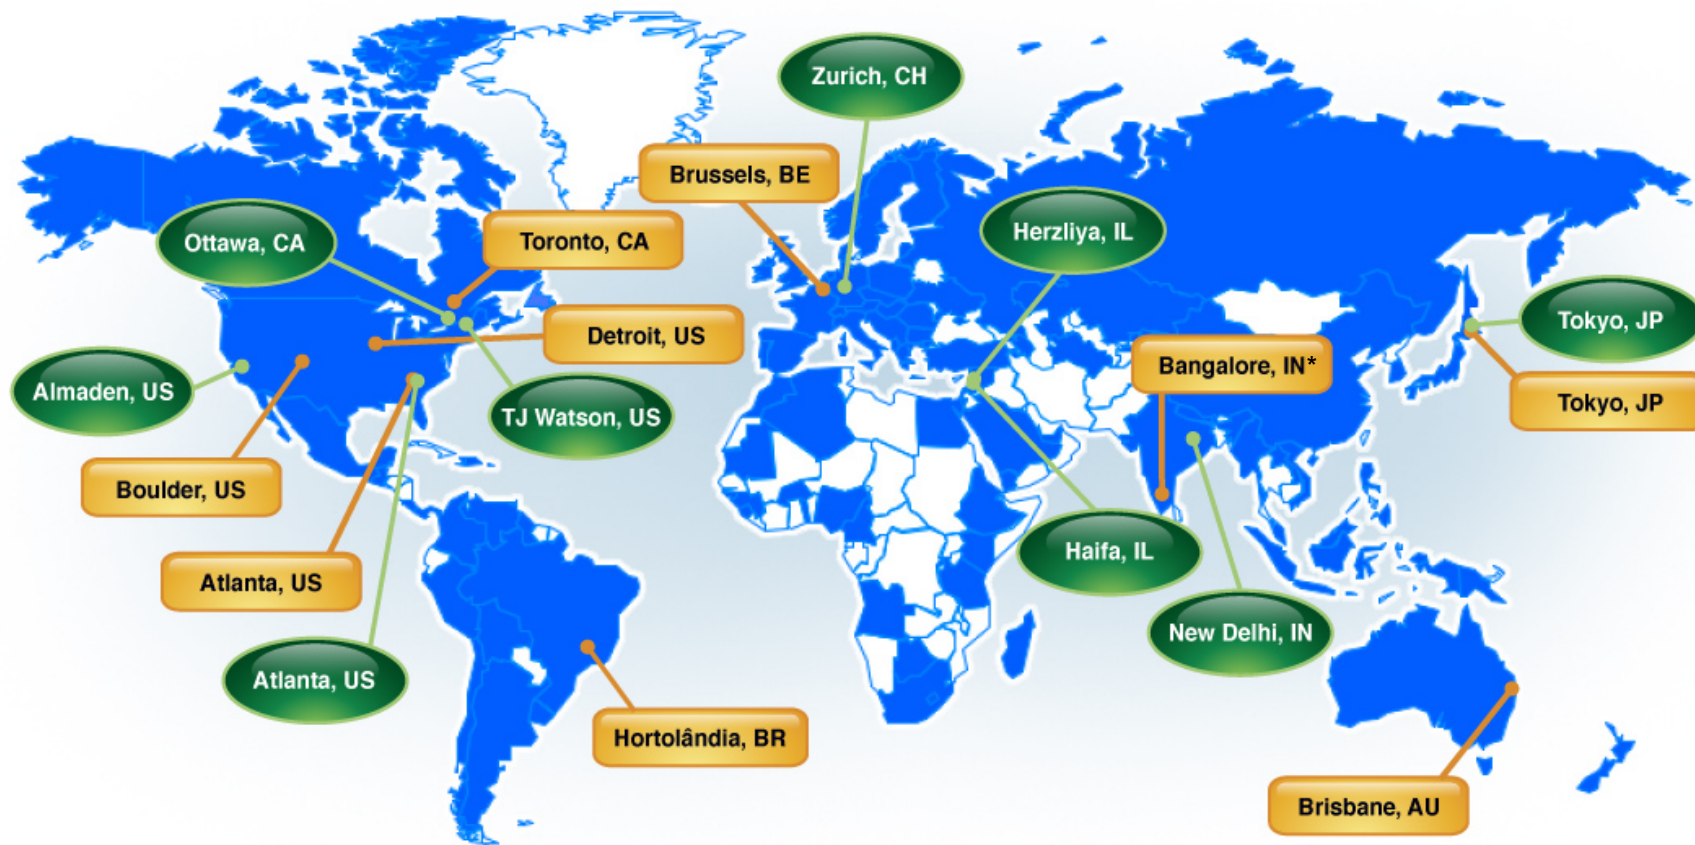 Zurich, CH
Brussels, BE
Ottawa, CA
Toronto, CA
Herzliya, IL
Detroit, US
Tokyo, JP
Bangalore, IN*
Almaden, US
TJ Watson, US
Tokyo, JP
Boulder, US
Haifa, IL
Atlanta, US
New Delhi, IN
Atlanta, US
Hortolândia, BR
Brisbane, AU